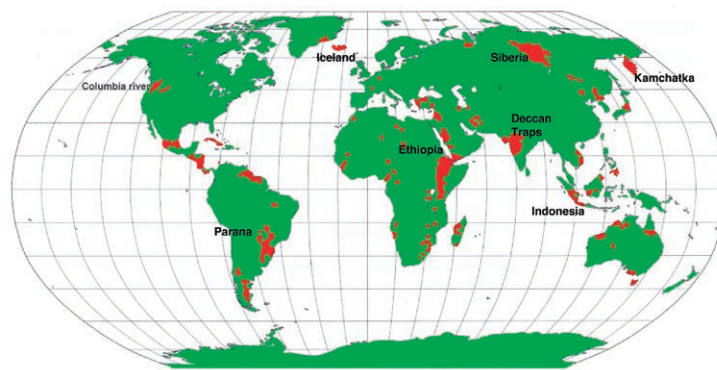 Iceland
Siberia
Kamchatka
Columbia river
Deccan
Traps
Ethiopia
Indonesia
Parana